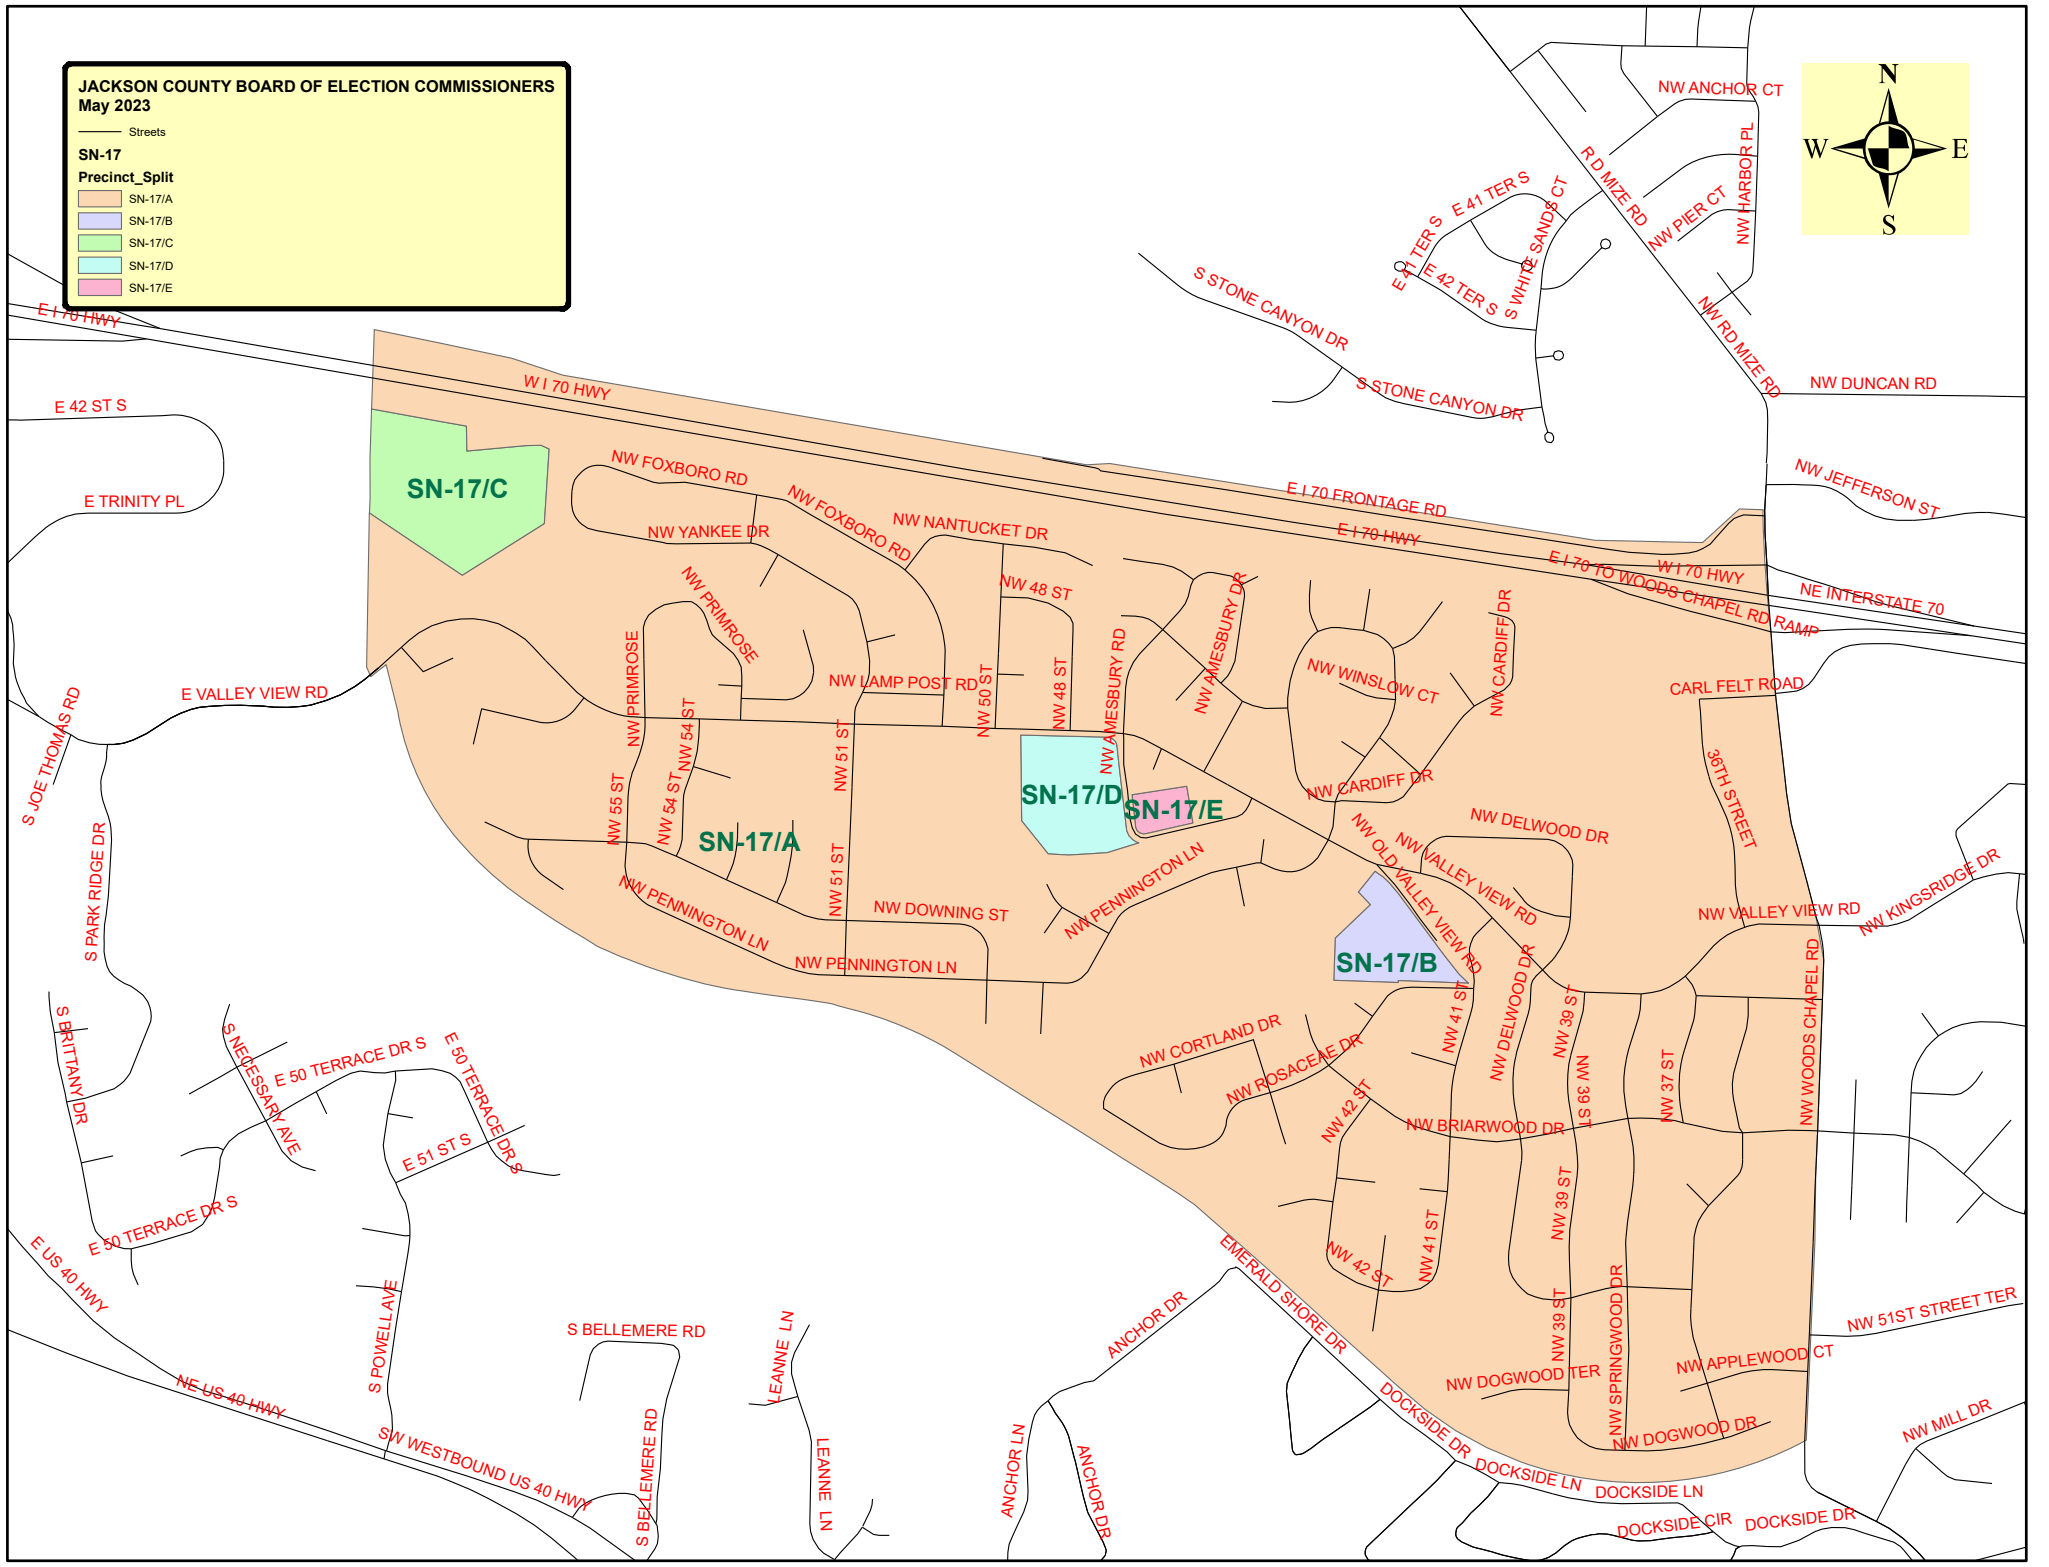 JACKSON COUNTY BOARD OF ELECTION COMMISSIONERS
May 2023
Streets
SN-17
Precinct_Split
SN-17/A
SN-17/B
SN-17/C
SN-17/D
SN-17/E
N
W E
S
NW ANCHOR CT
R D MIZE RD
NW HARBOR PL
NW PIER CT
E 41 TER S
S WHITE SANDS CT
E 41 TER S
E 42 TER S
S STONE CANYON DR
NW RD MIZE RD
S STONE CANYON DR
NW DUNCAN RD
E I 70 HWY
W I 70 HWY
E 42 ST S
E TRINITY PL
SN-17/C
NW FOXBORO RD
NW FOXBORO RD
NW YANKEE DR
NW NANTUCKET DR
E I 70 FRONTAGE RD
E I 70 HWY
NW JEFFERSON ST
E I 70 TO WOODS CHAPEL RD RAMP
W I 70 HWY
NE INTERSTATE 70
NW PRIMROSE
NW PRIMROSE
NW 48 ST
NW AMESBURY DR
NW AMESBURY DR
NW CARDIFF DR
NW WINSLOW CT
NW AMESBURY RD
NW AMESBURY RD
NW LAMP POST RD
NW 50 ST
NW 48 ST
CARL FELT ROAD
E VALLEY VIEW RD
S JOE THOMAS RD
NW 54 ST
NW 54 ST
NW 55 ST
NW 51 ST
NW 51 ST
SN-17/D
SN-17/E
SN-17/A
NW CARDIFF DR
36TH STREET
NW DELWOOD DR
NW OLD VALLEY VIEW RD
NW VALLEY VIEW RD
NW VALLEY VIEW RD
NW KINGSRIDGE DR
S PARK RIDGE DR
NW PENNINGTON LN
NW DOWNING ST
NW PENNINGTON LN
NW PENNINGTON LN
SN-17/B
NW WOODS CHAPEL RD
NW 41 ST
NW DELWOOD DR
NW 39 ST
NW 39 ST
NW 37 ST
S BRITTANY DR
S NECESSARY AVE
E 50 TERRACE DR S
E 50 TERRACE DR S
E 51 ST S
E 50 TERRACE DR S
NW CORTLAND DR
NW ROSACEAE DR
NW 42 ST
NW BRIARWOOD DR
NW 39 ST
NW 41 ST
NW 42 ST
E US 40 HWY
S POWELL AVE
NE US 40 HWY
SW WESTBOUND US 40 HWY
S BELLEMERE RD
S BELLEMERE RD
LEANNE LN
LEANNE LN
ANCHOR DR
ANCHOR LN
ANCHOR DR
EMERALD SHORE DR
NW 39 ST
NW SPRINGWOOD DR
NW 51ST STREET TER
NW APPLEWOOD CT
NW DOGWOOD TER
NW DOGWOOD DR
NW MILL DR
DOCKSIDE DR
DOCKSIDE LN
DOCKSIDE LN
DOCKSIDE CIR
DOCKSIDE DR